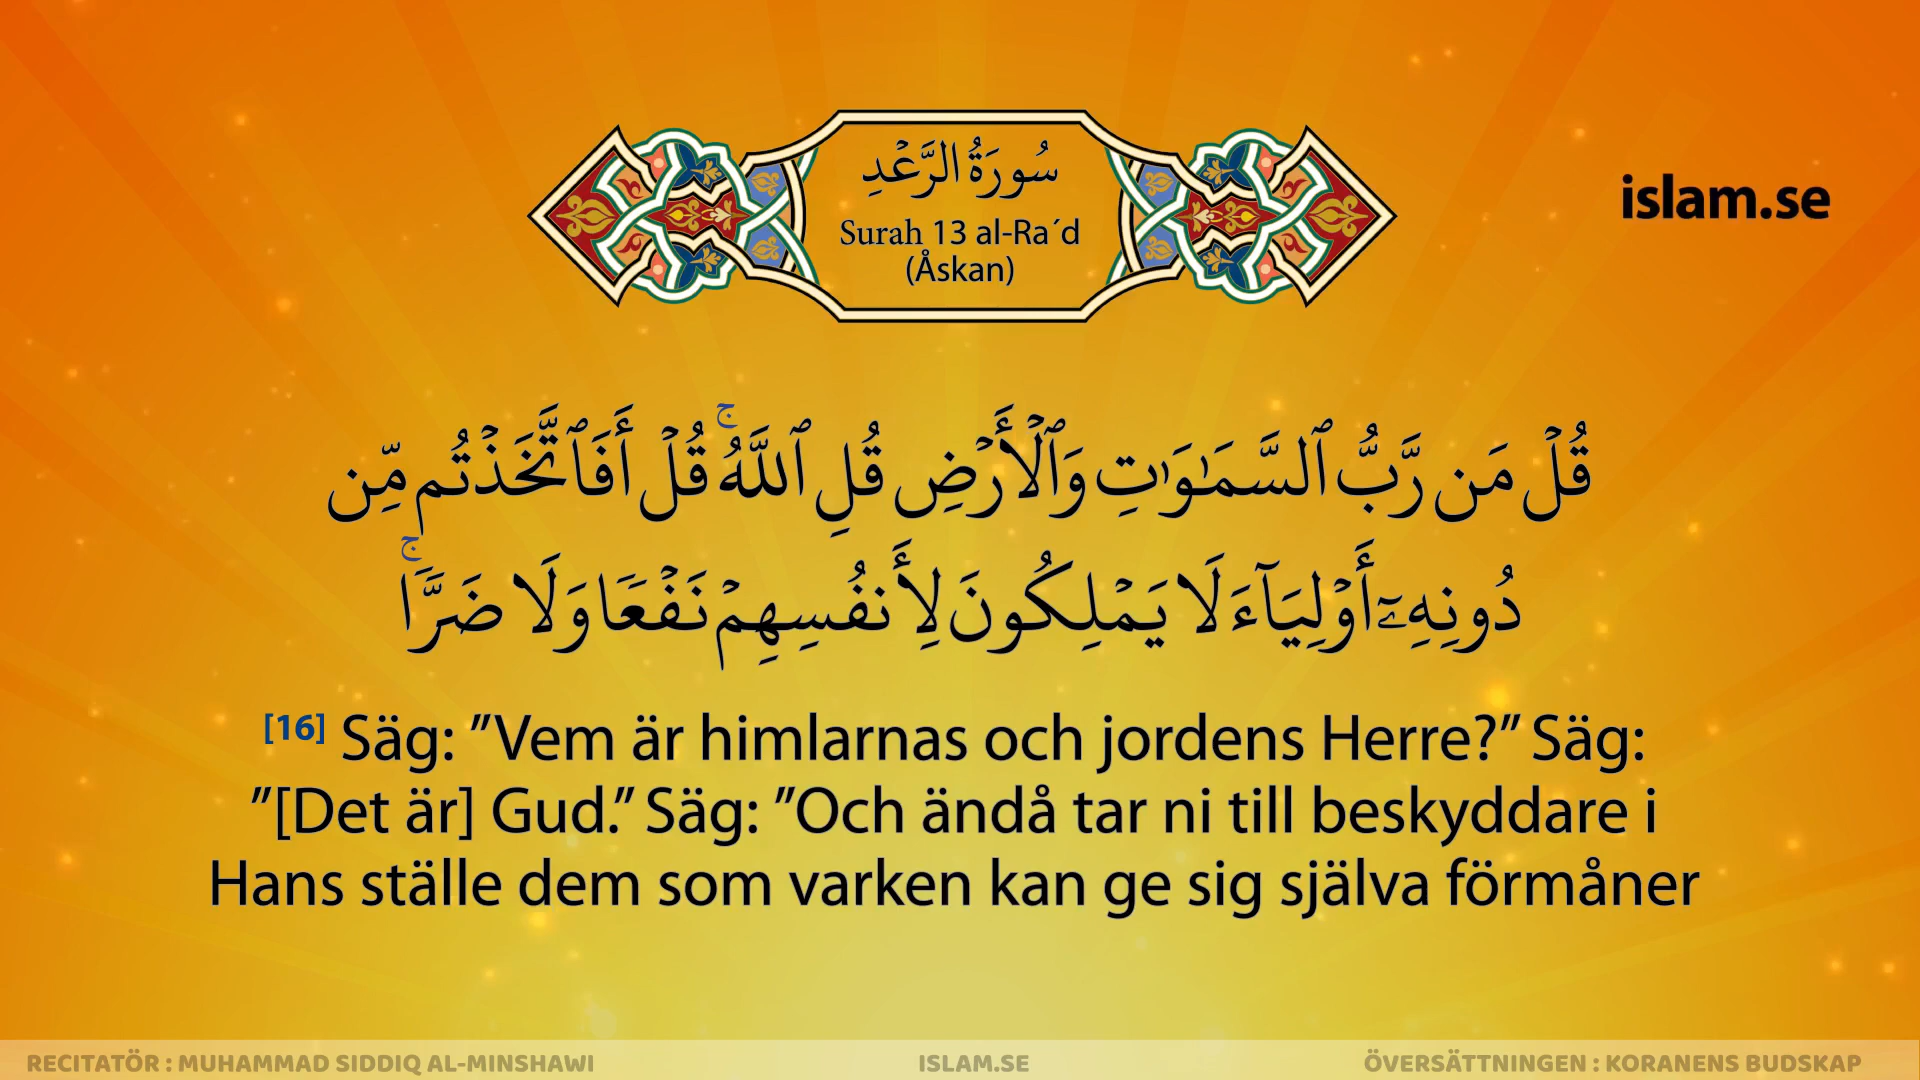 سُورَةُ الرَّعْدِ
Surah 13 al-Ra´d
(Åskan)
islam.se
قُلْ مَن رَّبُّ ٱلسَّمَـٰوَٰتِ وَٱلْأَرْضِ قُلِ ٱللَّهُ ۚ قُلْ أَفَٱتَّخَذْتُم مِّن
دُونِهِۦٓ أَوْلِيَآءَ لَا يَمْلِكُونَ لِأَنفُسِهِمْ نَفْعًا وَلَا ضَرًّا ۚ
[16] Säg: ”Vem är himlarnas och jordens Herre?” Säg:
”[Det är] Gud.” Säg: ”Och ändå tar ni till beskyddare i
Hans ställe dem som varken kan ge sig själva förmåner
RECITATÖR : MUHAMMAD SIDDIQ AL-MINSHAWI
ISLAM.SE
ÖVERSÄTTNINGEN : KORANENS BUDSKAP